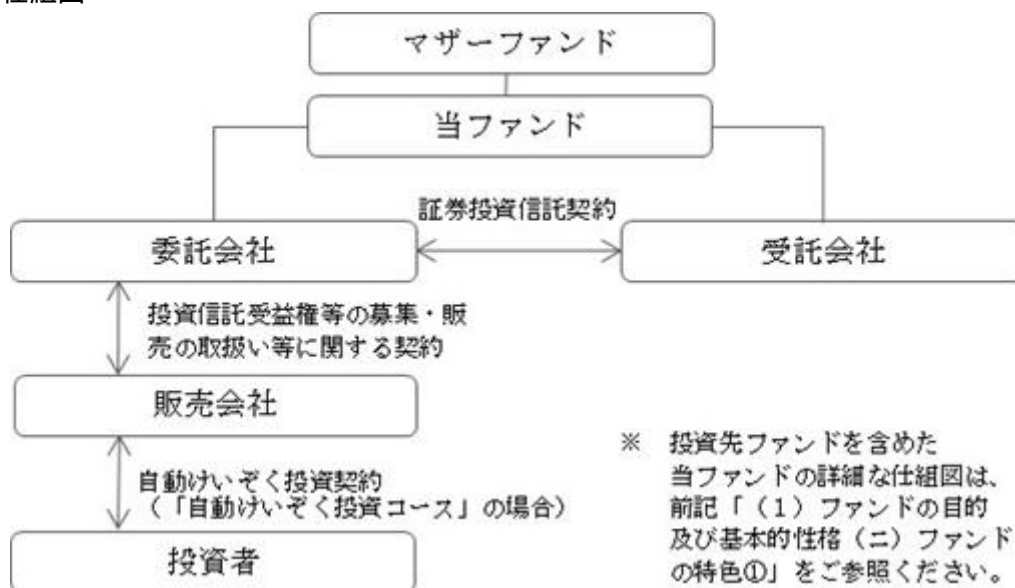 マザーファンド
当ファンド
証券投資信託契約
委託会社
受託会社
投資信託受益権等の募集・販
売の取扱い等に関する契約
販売会社
自動けいぞく投資契約
（「自動けいぞく投資コース」の場合）
投資者
※ 投資先ファンドを含めた
当ファンドの詳細な仕組図は、
前記「（１）ファンドの目的
及び基本的性格（ニ）ファンド
の特色①」をご参照ください。